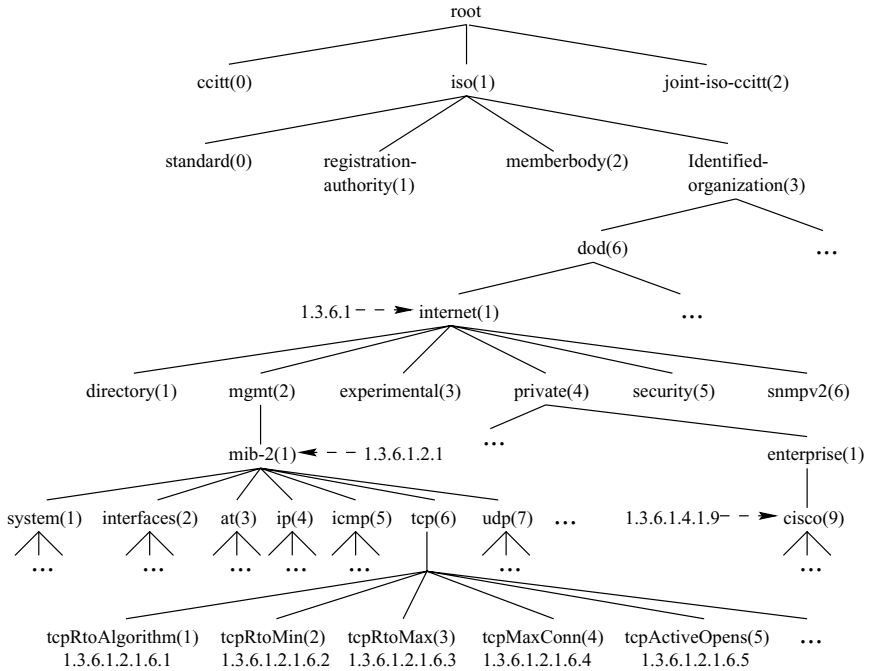 root
ccitt(0) iso(1) joint-iso-ccitt(2)
standard(0) registration-authority(1) memberbody(2) Identified-organization(3)
dod(6) ...
1.3.6.1 internet(1) ...
directory(1) mgmt(2) experimental(3) private(4) security(5) snmpv2(6)
...
mib-2(1) 1.3.6.1.2.1 enterprise(1)
system(1) interfaces(2) at(3) ip(4) icmp(5) tcp(6) udp(7) ... 1.3.6.1.4.1.9 cisco(9)
... ... ... ... ... ... ...
tcpRtoAlgorithm(1) tcpRtoMin(2) tcpRtoMax(3) tcpMaxConn(4) tcpActiveOpens(5) ...
1.3.6.1.2.1.6.1 1.3.6.1.2.1.6.2 1.3.6.1.2.1.6.3 1.3.6.1.2.1.6.4 1.3.6.1.2.1.6.5